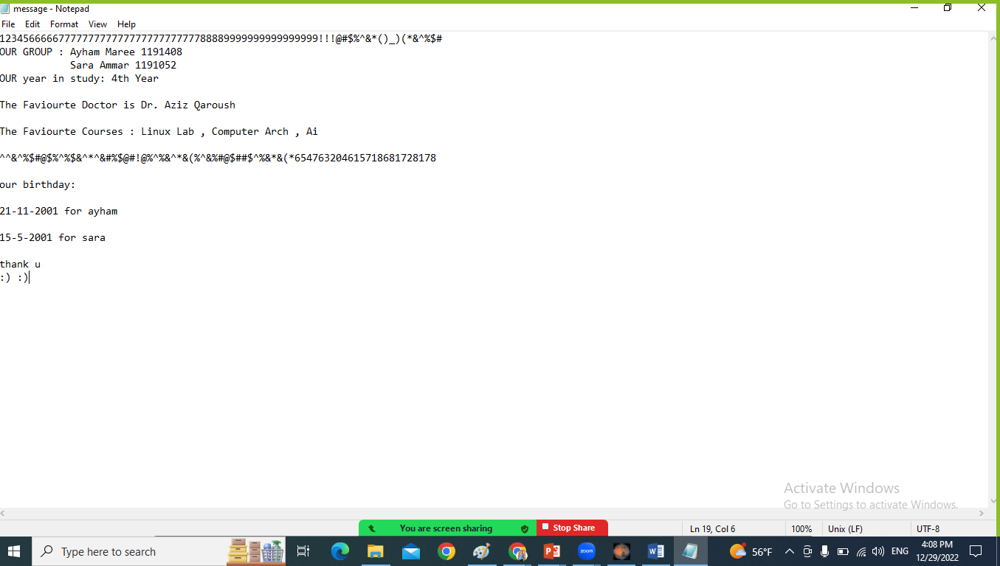 message - Notepad
File Edit Format View Help
1234566666777777777777777777777777888899999999999999999!!!@#$%^&*()_)(*&^%$#
OUR GROUP : Ayham Maree 1191408
Sara Ammar 1191052
OUR year in study: 4th Year
The Faviourte Doctor is Dr. Aziz Qaroush
The Faviourte Courses : Linux Lab , Computer Arch , Ai
^^&^%$#@$%^%$&^*^&#%$@#!@%^%&^*&(%^&%#@$##$^%&*&(*654763204615718681728178
our birthday:
21-11-2001 for ayham
15-5-2001 for sara
thank u
:) :)
Activate Windows
Go to Settings to activate Windows.
You are screen sharing Stop Share
Ln 19, Col 6 100% Unix (LF) UTF-8
Type here to search
zoom
56°F ENG 4:08 PM
12/29/2022